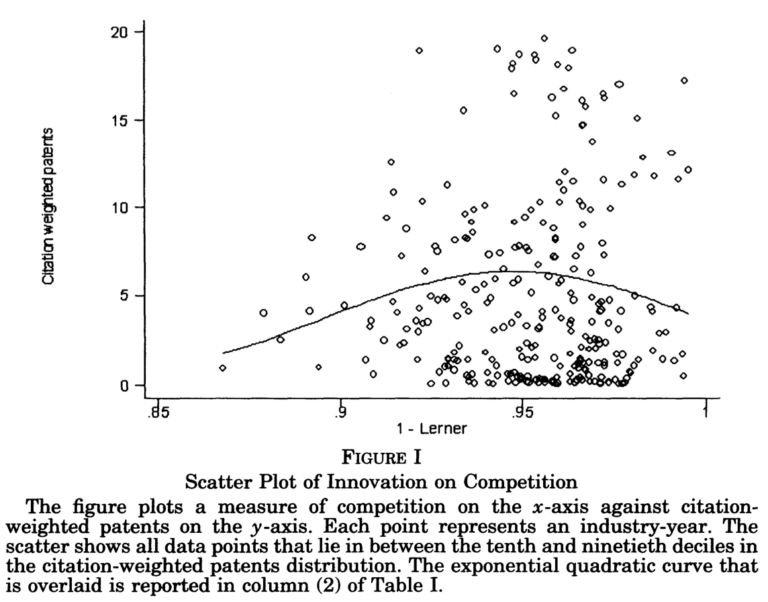 Citation weighted patents
20
15
10
5
0
.85
.9
.95
1
1 - Lerner
FIGURE I
Scatter Plot of Innovation on Competition
The figure plots a measure of competition on the x-axis against citation-
weighted patents on the y-axis. Each point represents an industry-year. The
scatter shows all data points that lie in between the tenth and ninetieth deciles in
the citation-weighted patents distribution. The exponential quadratic curve that
is overlaid is reported in column (2) of Table I.